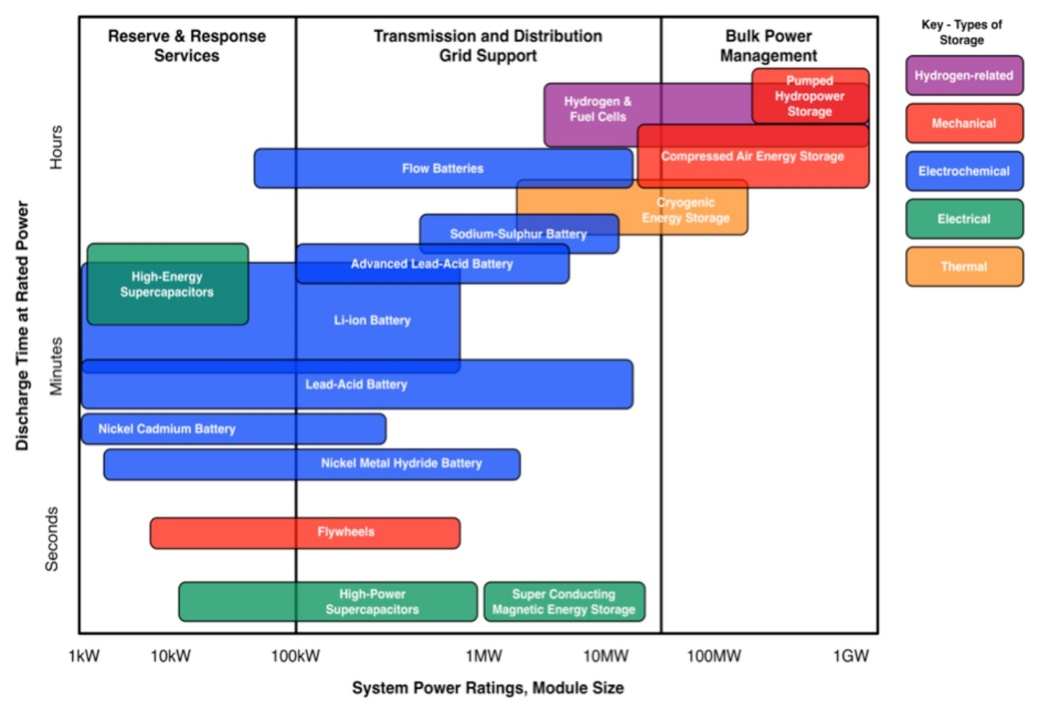 Reserve & Response
Services
Transmission and Distribution
Grid Support
Bulk Power
Management
Key - Types of
Storage
Hydrogen-related
Mechanical
Electrochemical
Electrical
Thermal
Discharge Time at Rated Power
Hours
Minutes
Seconds
Pumped
Hydropower
Storage
Hydrogen &
Fuel Cells
Compressed Air Energy Storage
Flow Batteries
Cryogenic
Energy Storage
Sodium-Sulphur Battery
Advanced Lead-Acid Battery
High-Energy
Supercapacitors
Li-ion Battery
Lead-Acid Battery
Nickel Cadmium Battery
Nickel Metal Hydride Battery
Flywheels
High-Power
Supercapacitors
Super Conducting
Magnetic Energy Storage
1kW
10kW
100kW
1MW
10MW
100MW
1GW
System Power Ratings, Module Size